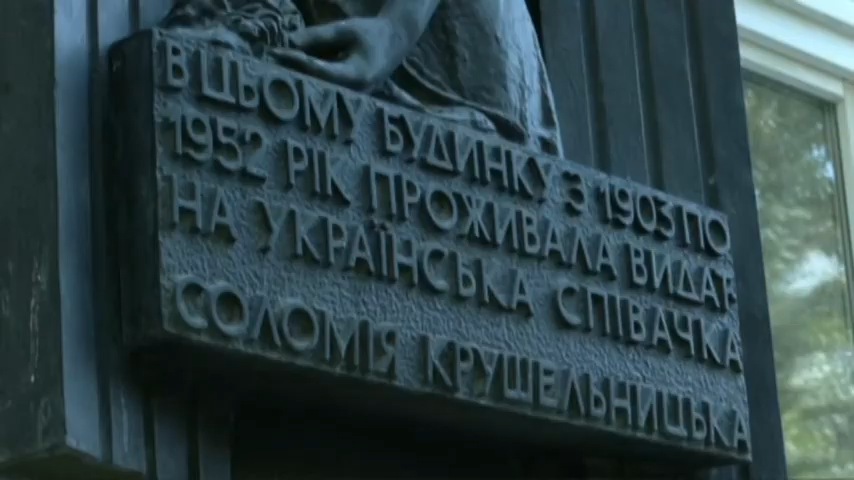 В ЦЬОМУ БУДИНКУ З 1903 ПО
1952 РІК ПРОЖИВАЛА ВИДАТ-
НА УКРАЇНСЬКА СПІВАЧКА
СОЛОМІЯ КРУШЕЛЬНИЦЬКА